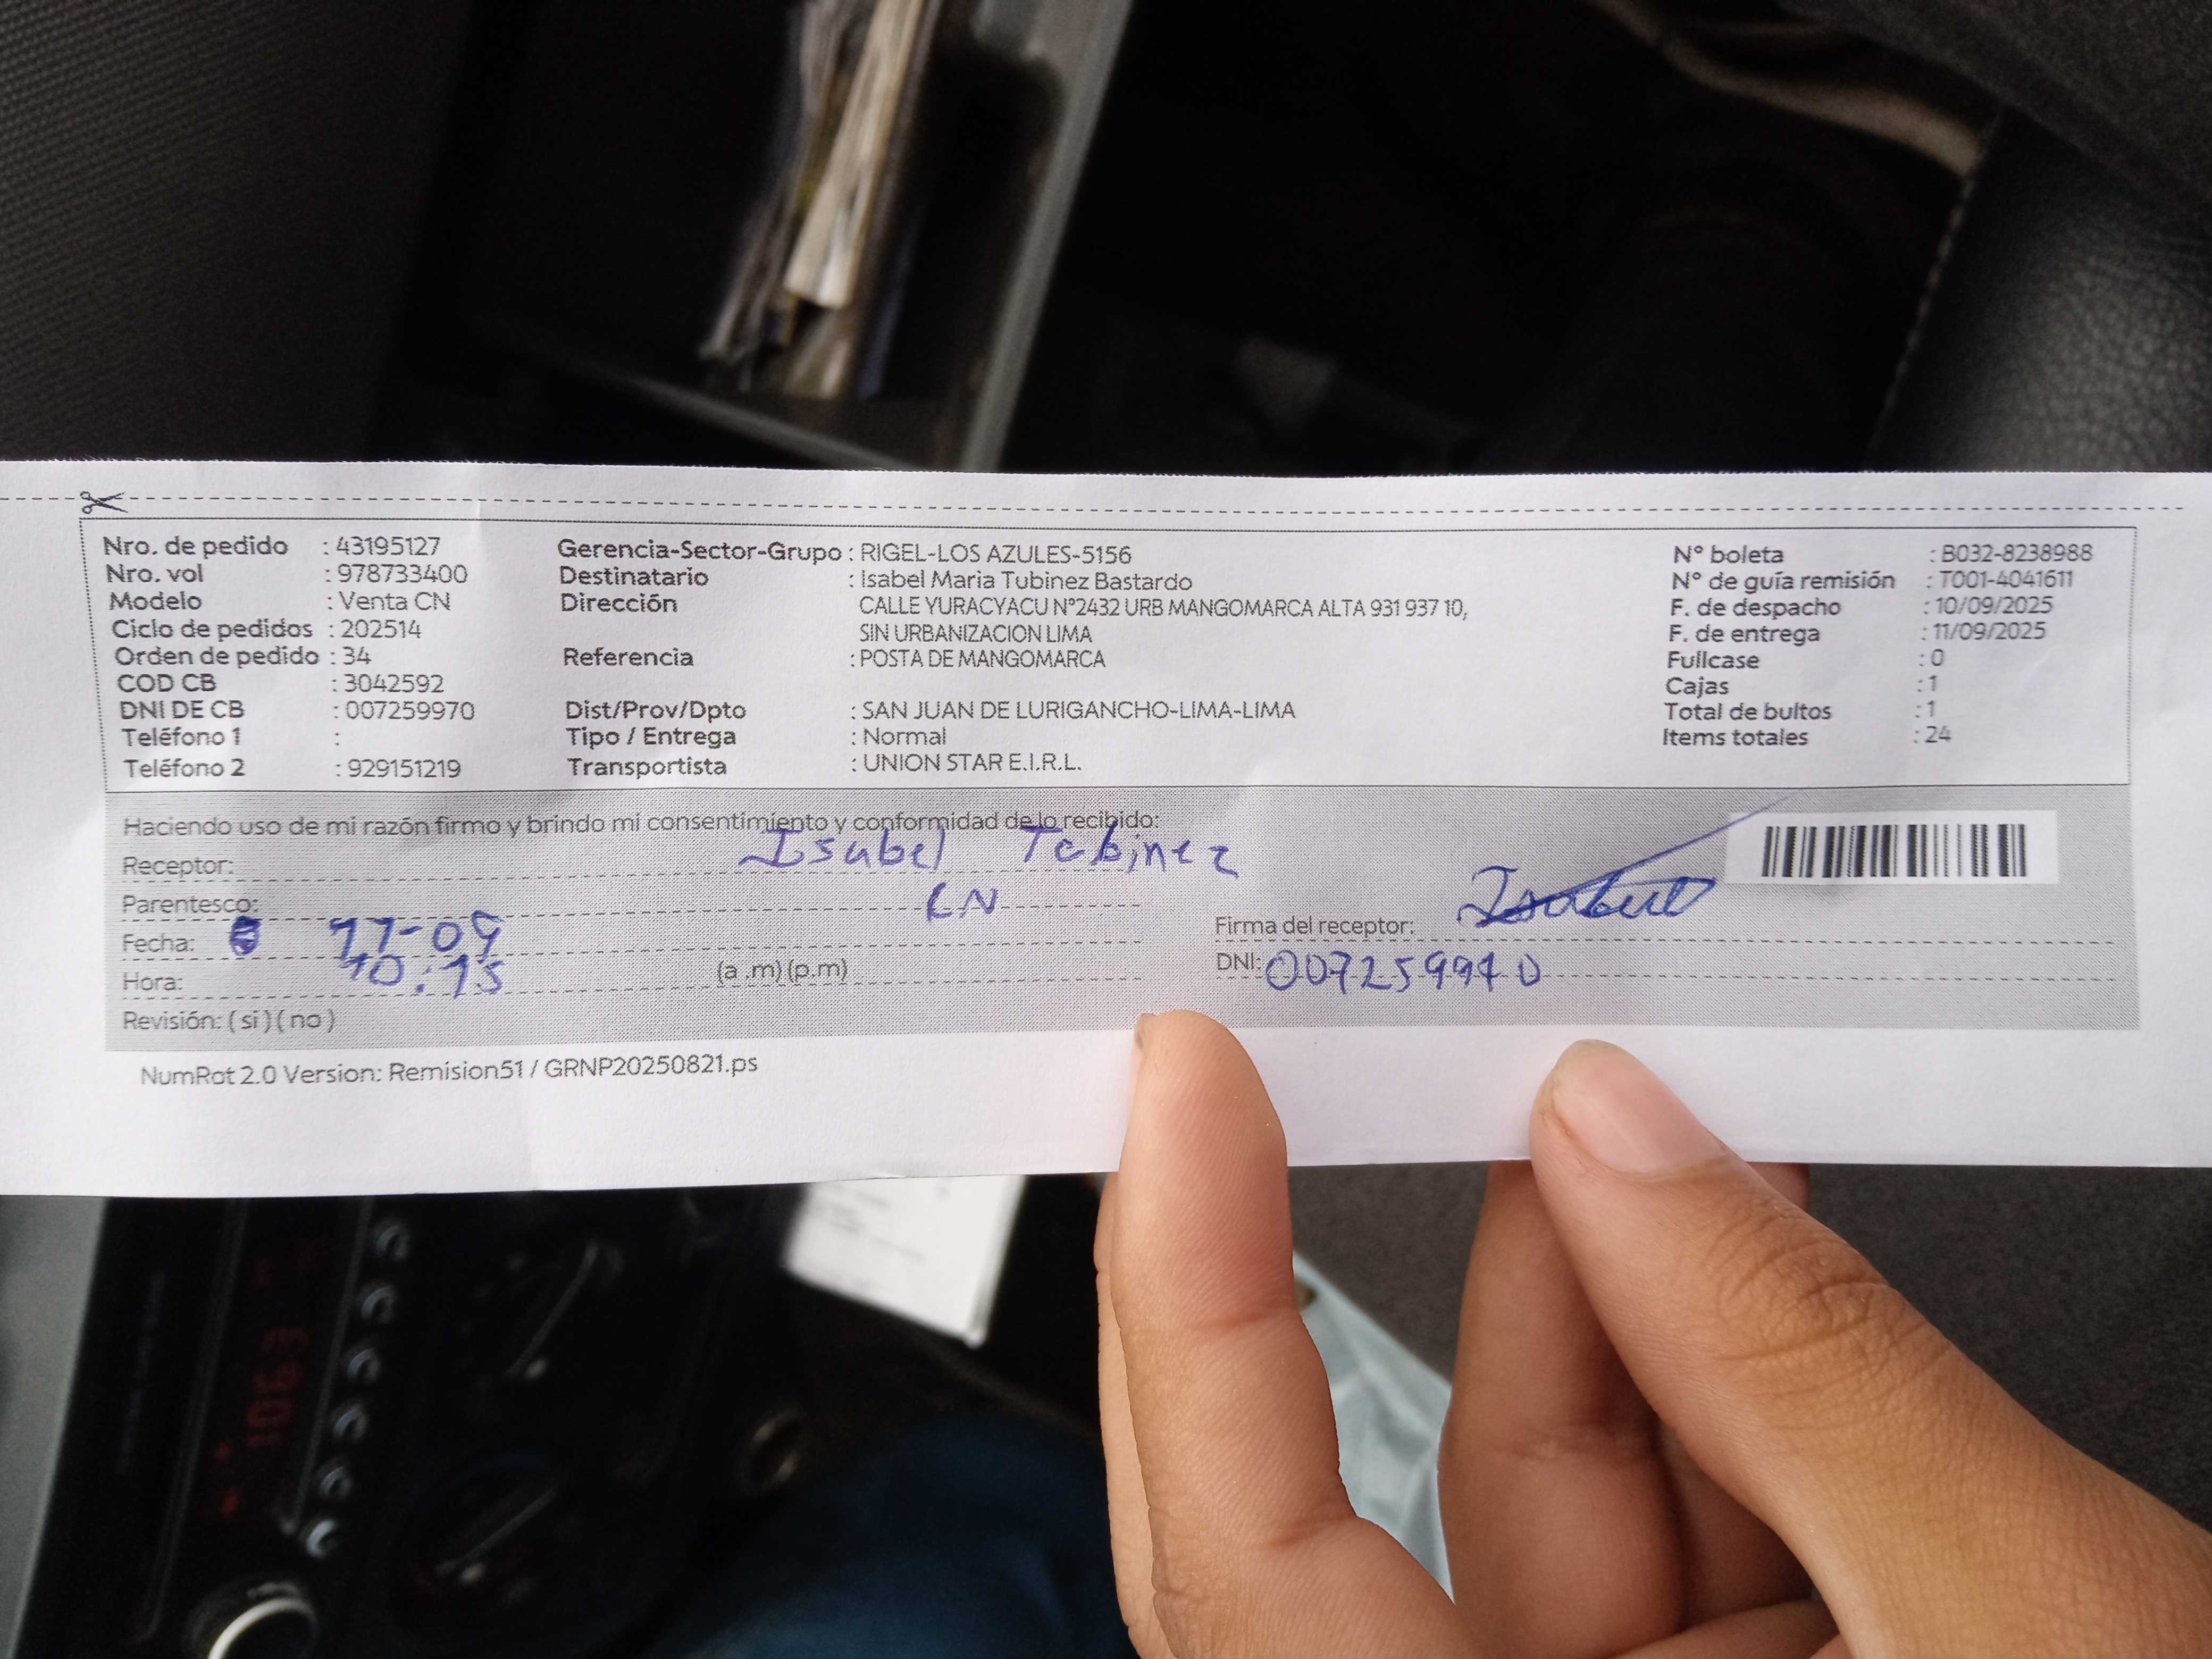 Nro. de pedido : 43195127
Nro. vol : 978733400
Modelo : Venta CN
Ciclo de pedidos : 202514
Orden de pedido : 34
COD CB : 3042592
DNI DE CB : 007259970
Teléfono 1 :
Teléfono 2 : 929151219
Gerencia-Sector-Grupo : RIGEL-LOS AZULES-5156
Destinatario : Isabel Maria Tubinez Bastardo
Dirección CALLE YURACYACU N°2432 URB MANGOMARCA ALTA 931 937 10,
SIN URBANIZACION LIMA
Referencia : POSTA DE MANGOMARCA
Dist/Prov/Dpto : SAN JUAN DE LURIGANCHO-LIMA-LIMA
Tipo / Entrega : Normal
Transportista : UNION STAR E.I.R.L.
N° boleta : B032-8238988
N° de guía remisión : T001-4041611
F. de despacho : 10/09/2025
F. de entrega : 11/09/2025
Fullcase : 0
Cajas : 1
Total de bultos : 1
Items totales : 24
Haciendo uso de mi razón firmo y brindo mi consentimiento y conformidad de lo recibido:
Receptor: Isabel Tubinez
Parentesco: CN
Fecha: 11-09
Hora: 10:15 (a .m) (p.m)
Revisión: ( si ) ( no )
Firma del receptor: Isabel
DNI: 007259970
NumRot 2.0 Version: Remision51 / GRNP20250821.ps